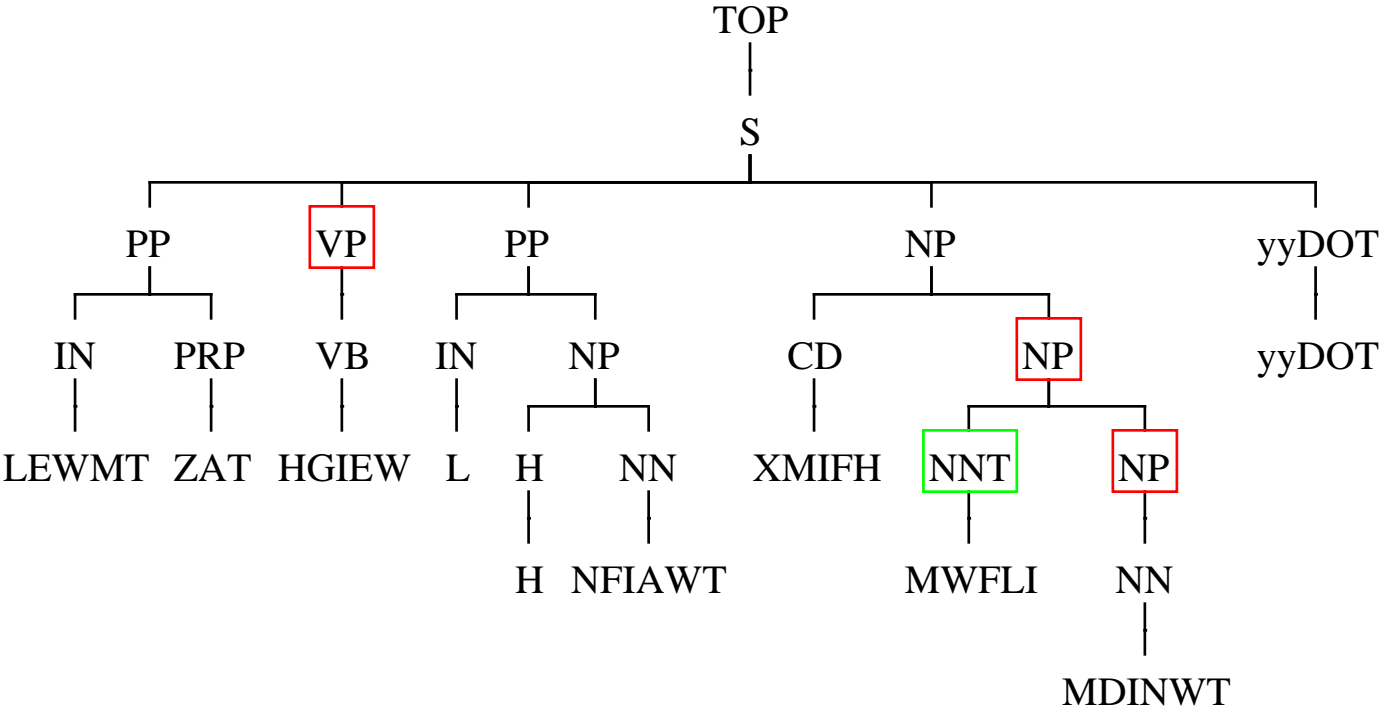 TOP
S
PP VP PP NP yyDOT
IN PRP VB IN NP CD NP yyDOT
LEWMT ZAT HGIEW L H NN XMIFH NNT NP
H NFIAWT MWFLI NN
MDINWT